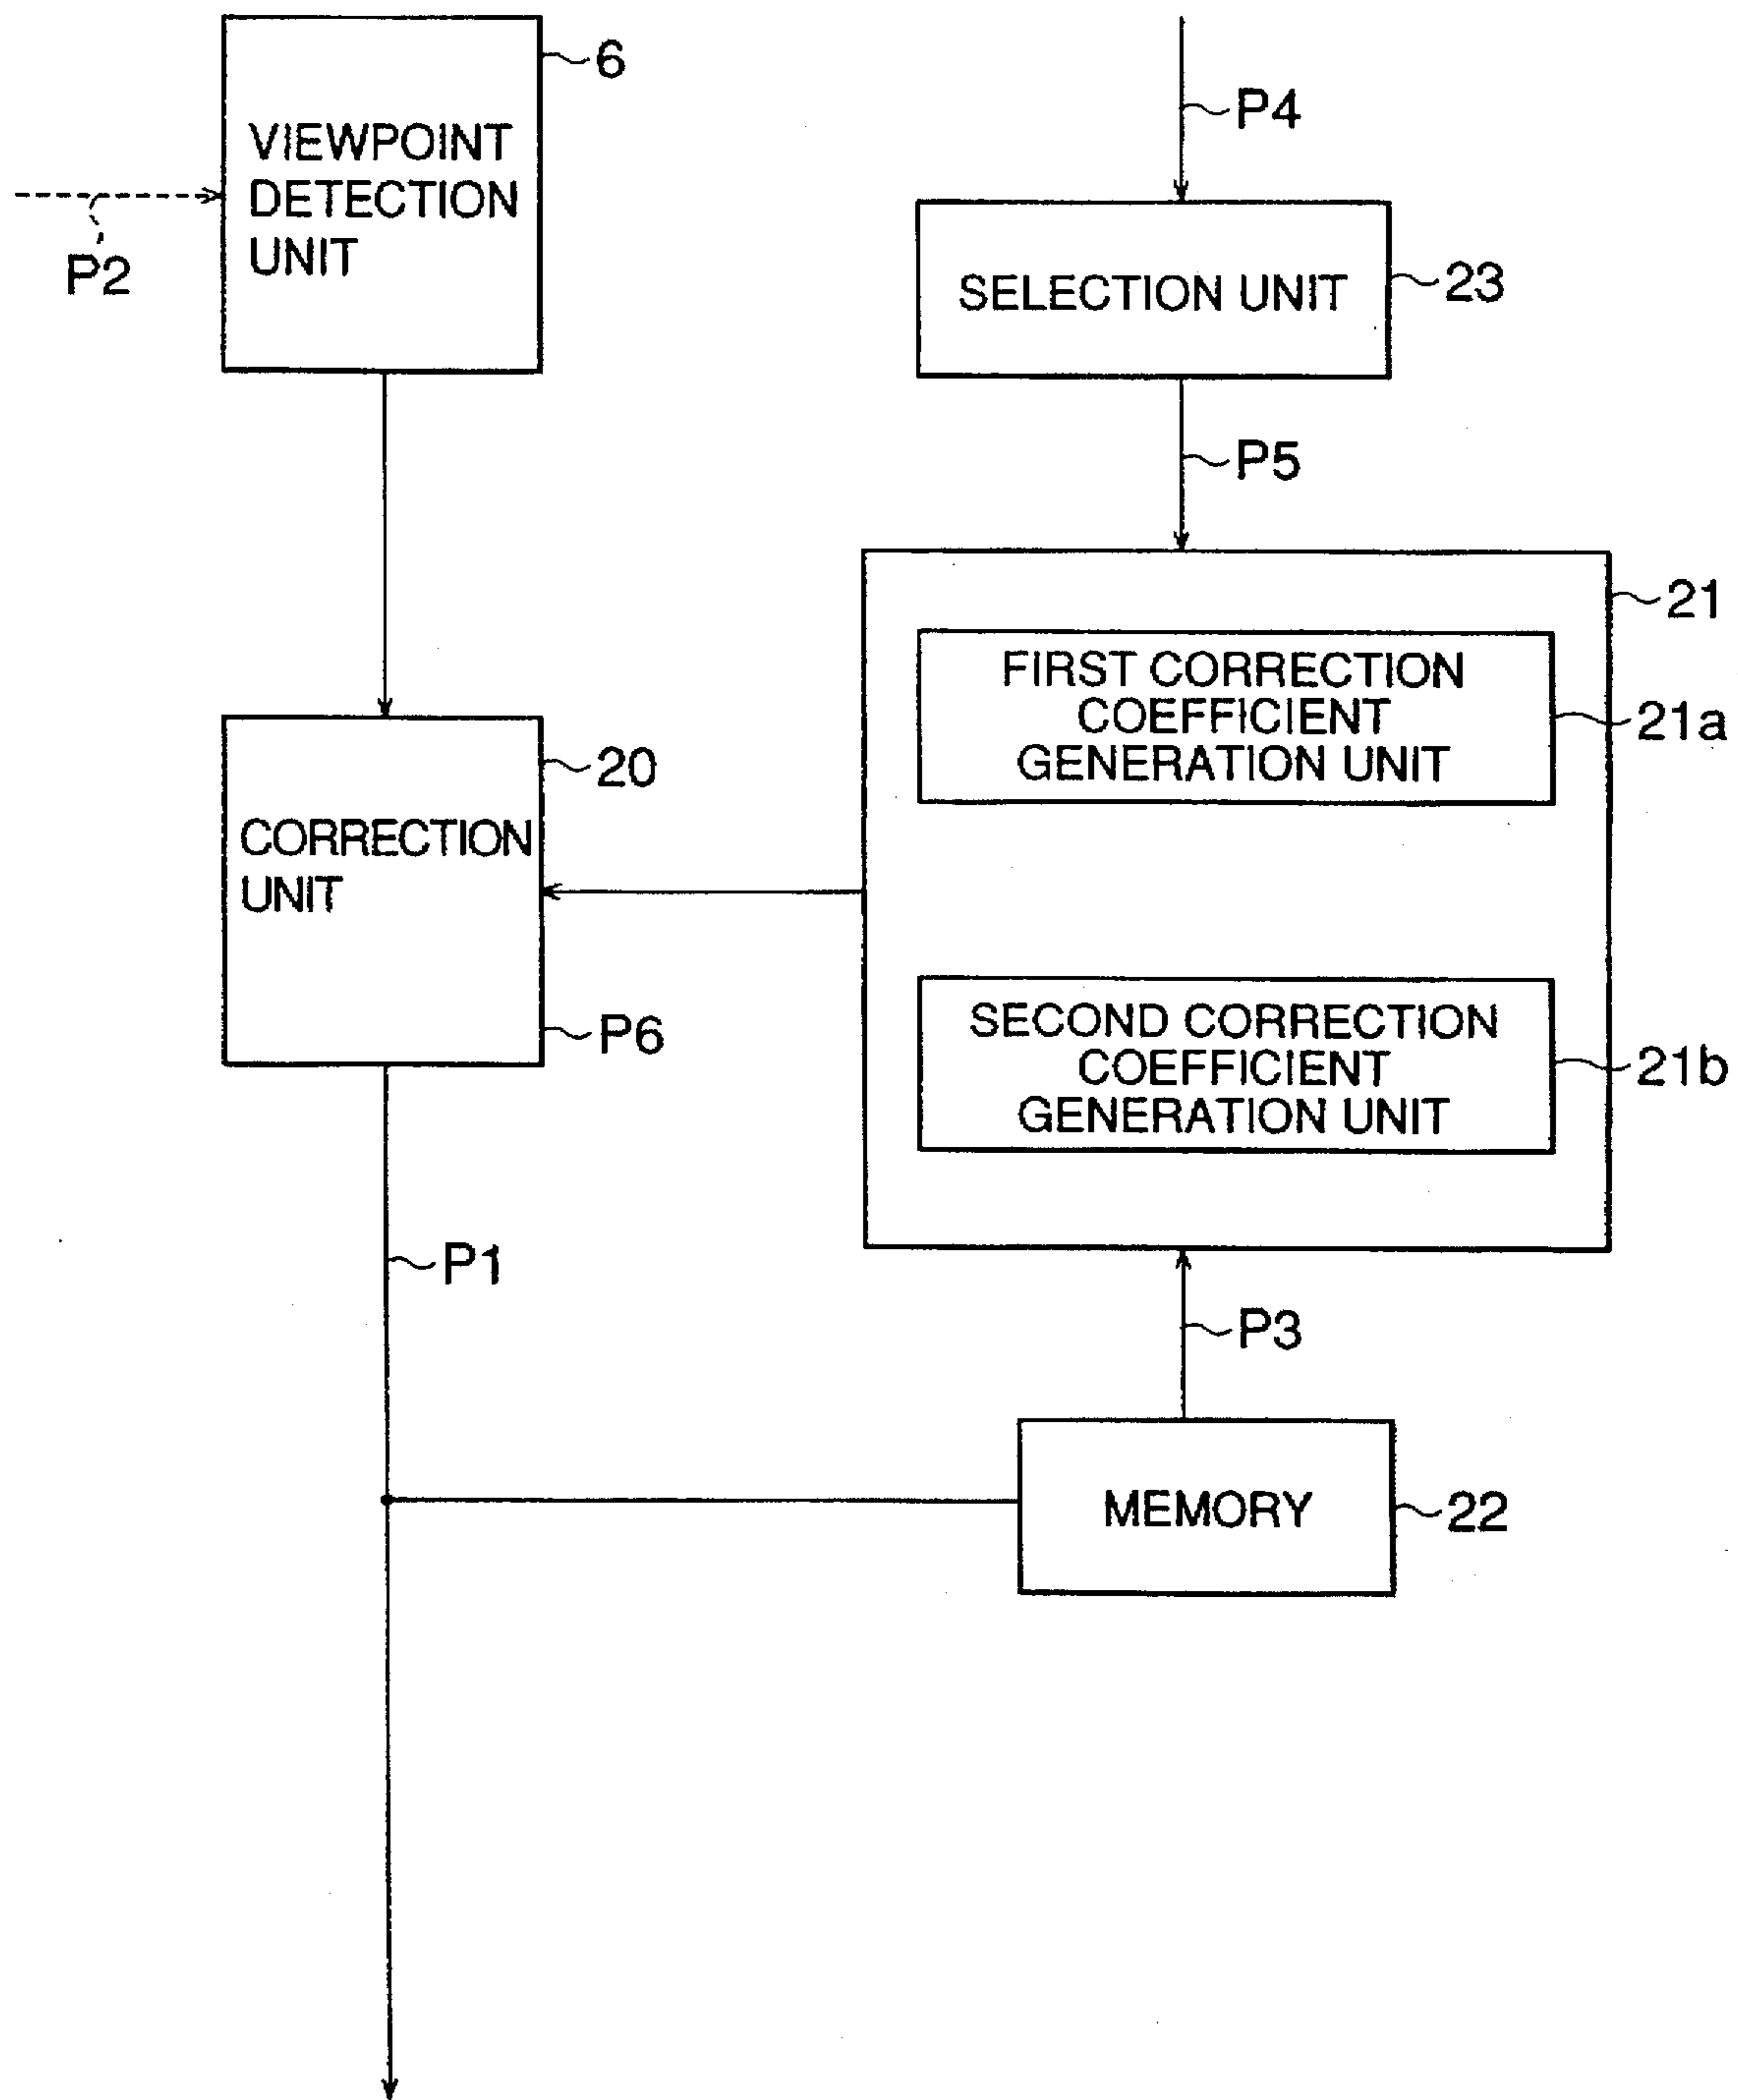 6
VIEWPOINT
DETECTION
UNIT
P2
P4
SELECTION UNIT
23
P5
21
FIRST CORRECTION
COEFFICIENT
GENERATION UNIT
21a
20
CORRECTION
UNIT
P6
SECOND CORRECTION
COEFFICIENT
GENERATION UNIT
21b
P1
P3
MEMORY
22